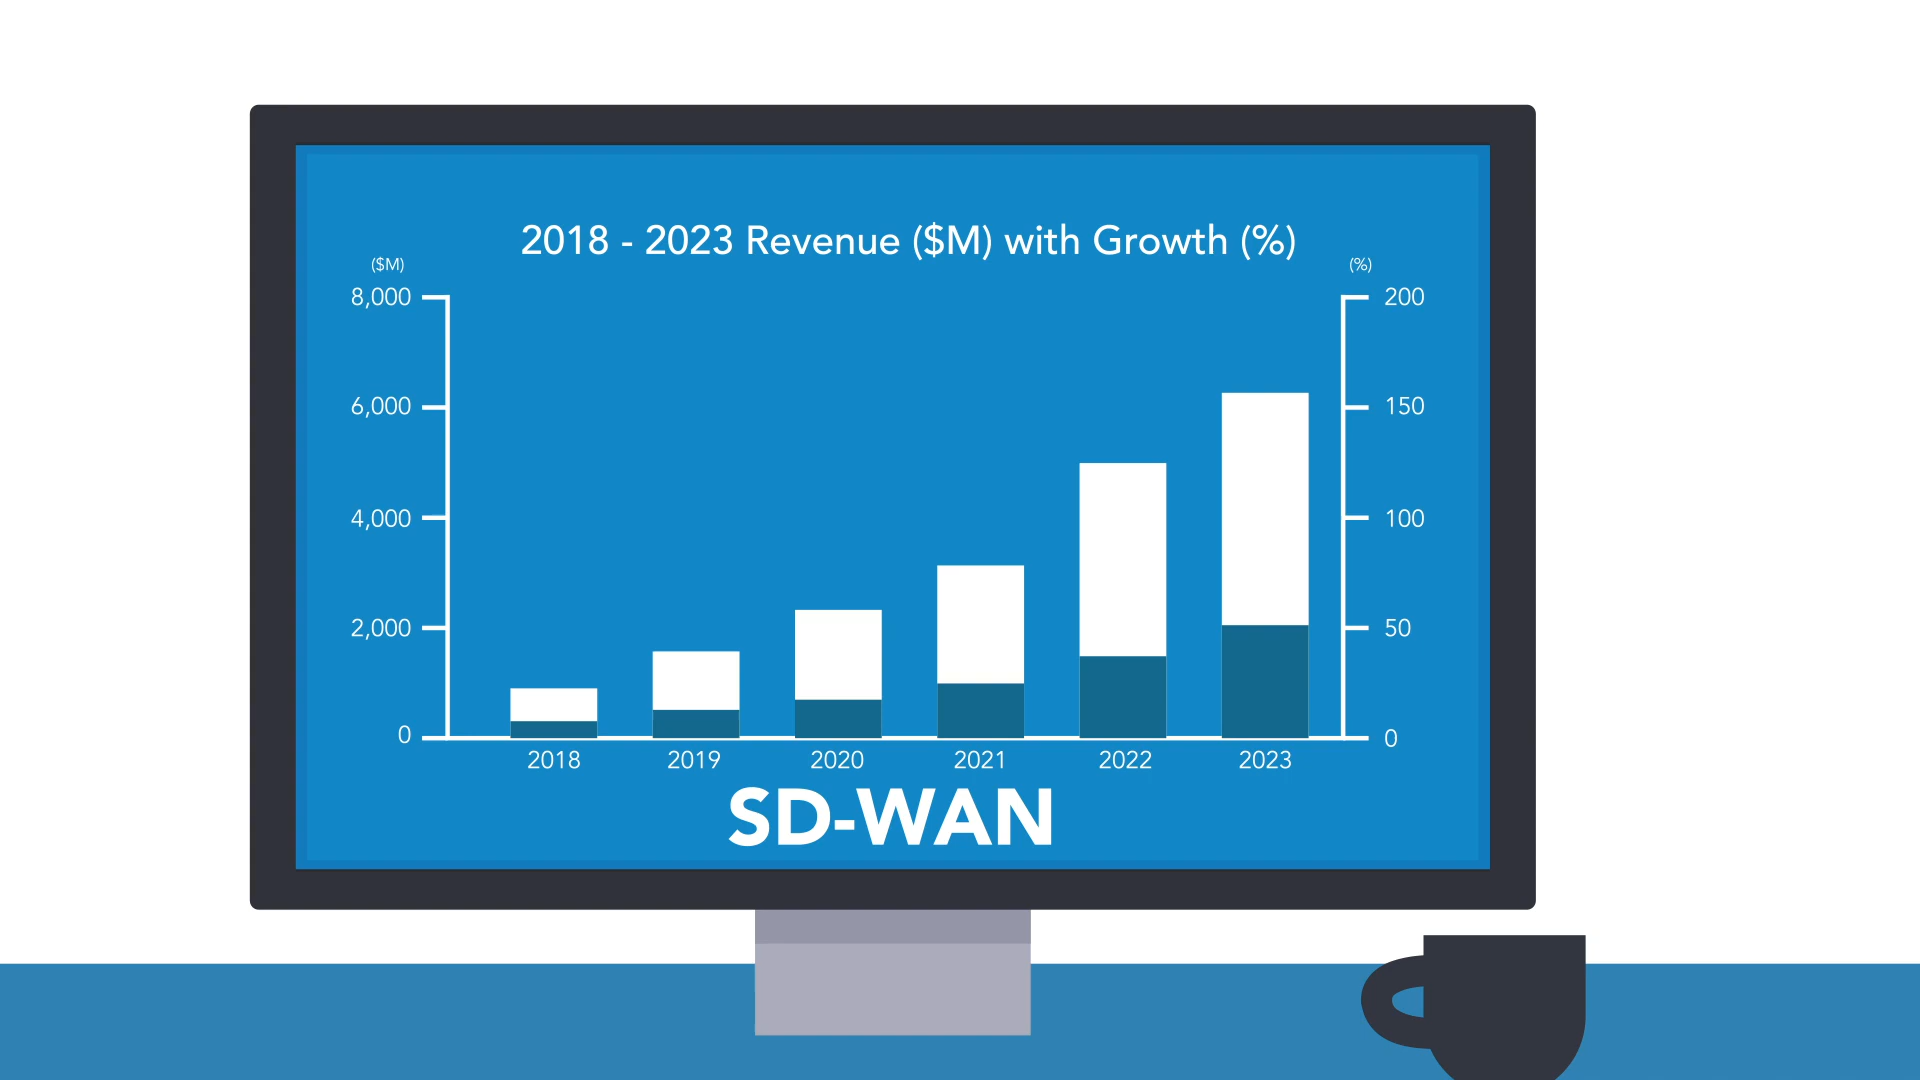 2018 - 2023 Revenue ($M) with Growth (%)
($M)
(%)
8,000
200
6,000
150
4,000
100
2,000
50
0
0
2018 2019 2020 2021 2022 2023
SD-WAN